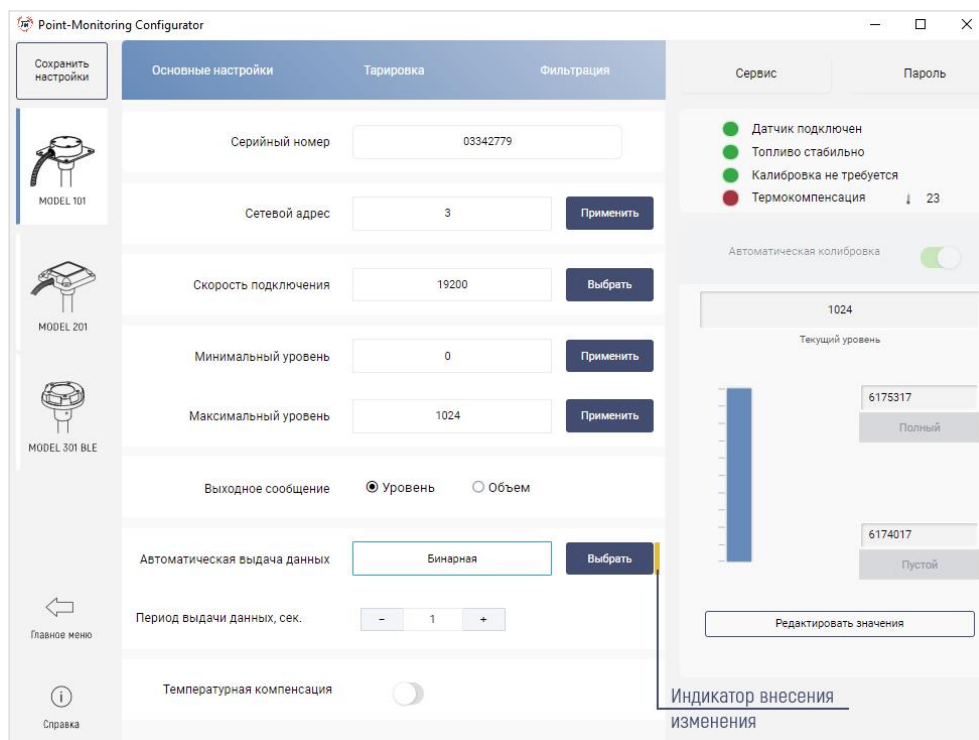 Point-Monitoring Configurator
Сохранить
настройки
Основные настройки
Тарировка
Фильтрация
Сервис
Пароль
MODEL 101
MODEL 201
MODEL 301 BLE
Главное меню
Справка
Серийный номер
03342779
Сетевой адрес
3
Применить
Скорость подключения
19200
Выбрать
Минимальный уровень
0
Применить
Максимальный уровень
1024
Применить
Выходное сообщение
Уровень
Объем
Автоматическая выдача данных
Бинарная
Выбрать
Период выдачи данных, сек.
-
1
+
Температурная компенсация
Датчик подключен
Топливо стабильно
Калибровка не требуется
Термокомпенсация
23
Автоматическая колибровка
1024
Текущий уровень
6175317
Полный
6174017
Пустой
Редактировать значения
Индикатор внесения
изменения